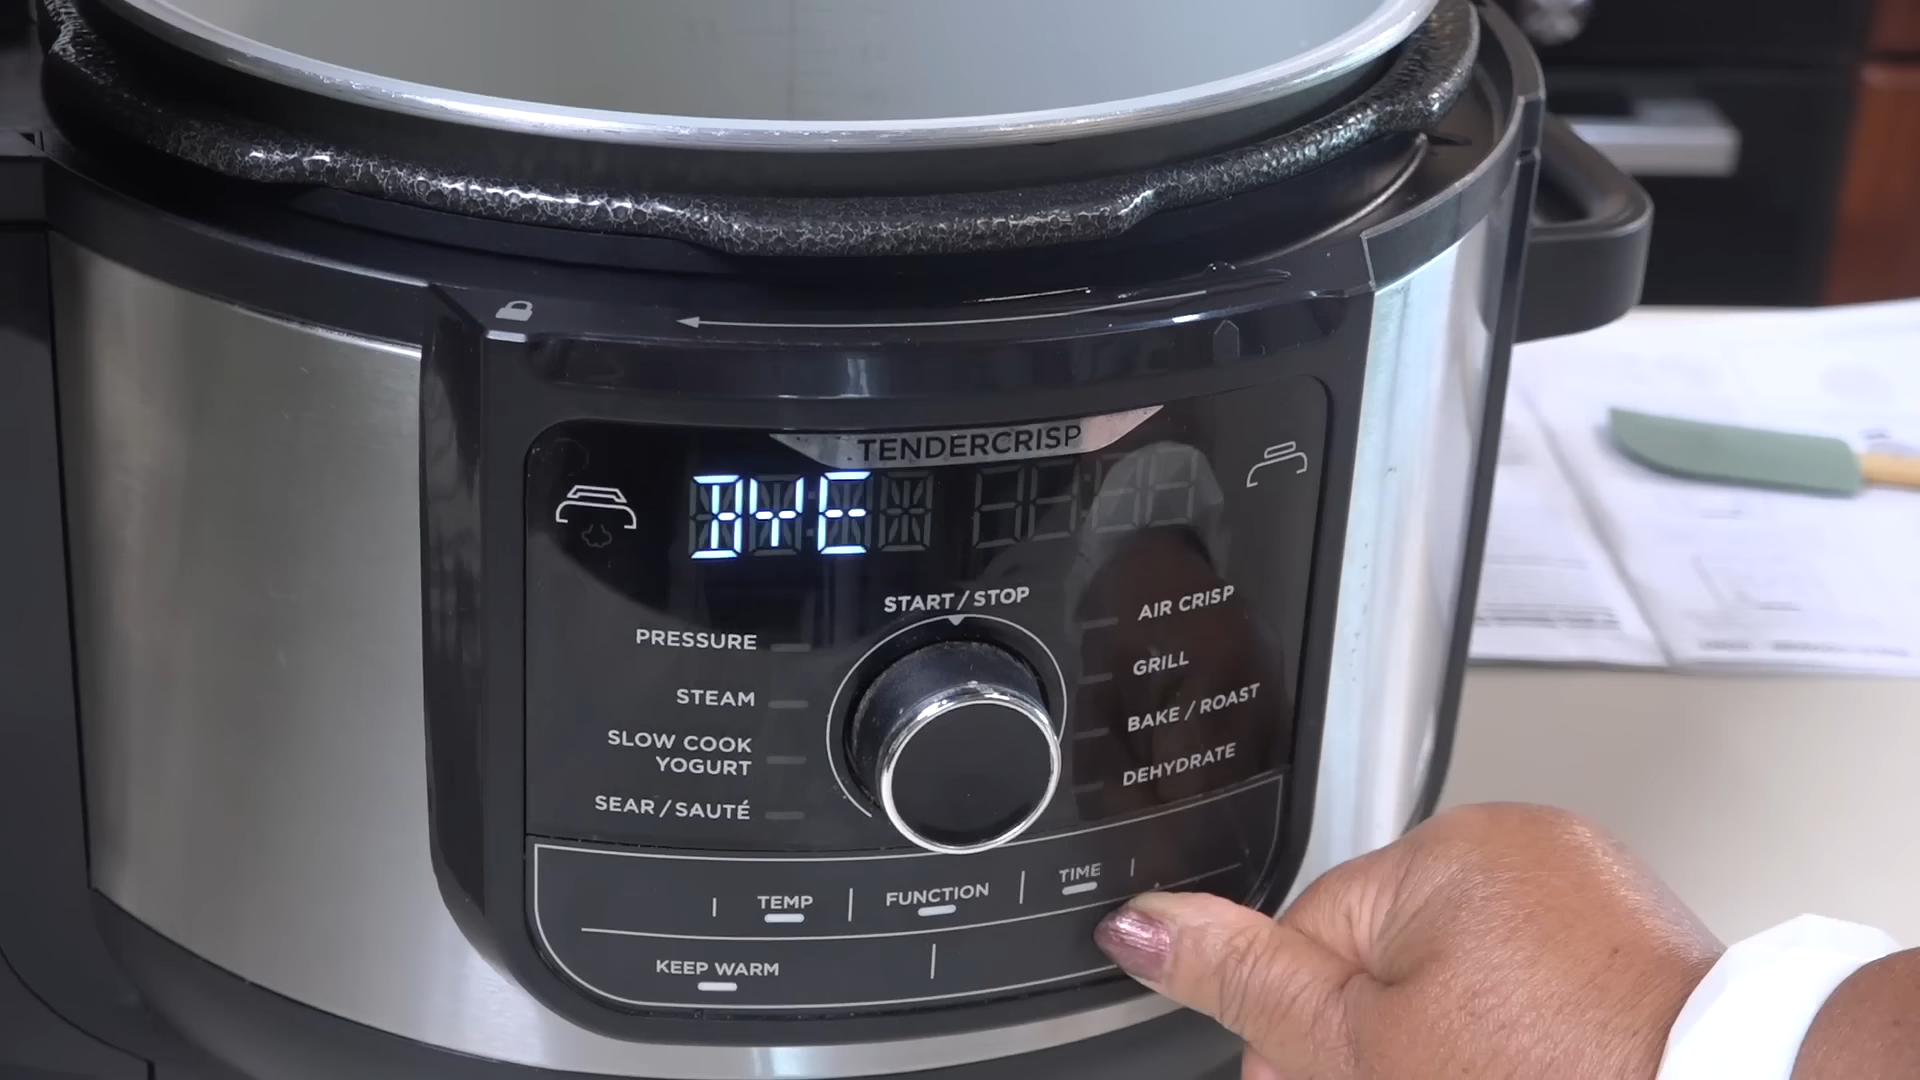 TENDERCRISP
BYE
START/STOP
PRESSURE
STEAM
SLOW COOK
YOGURT
SEAR/SAUTÉ
AIR CRISP
GRILL
BAKE/ROAST
DEHYDRATE
TEMP
FUNCTION
TIME
KEEP WARM